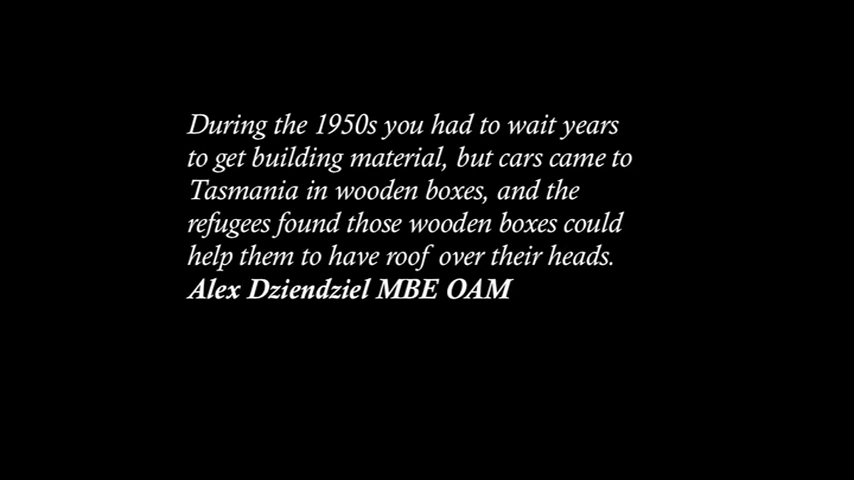 During the 1950s you had to wait years
to get building material, but cars came to
Tasmania in wooden boxes, and the
refugees found those wooden boxes could
help them to have roof over their heads.
Alex Dziendziel MBE OAM